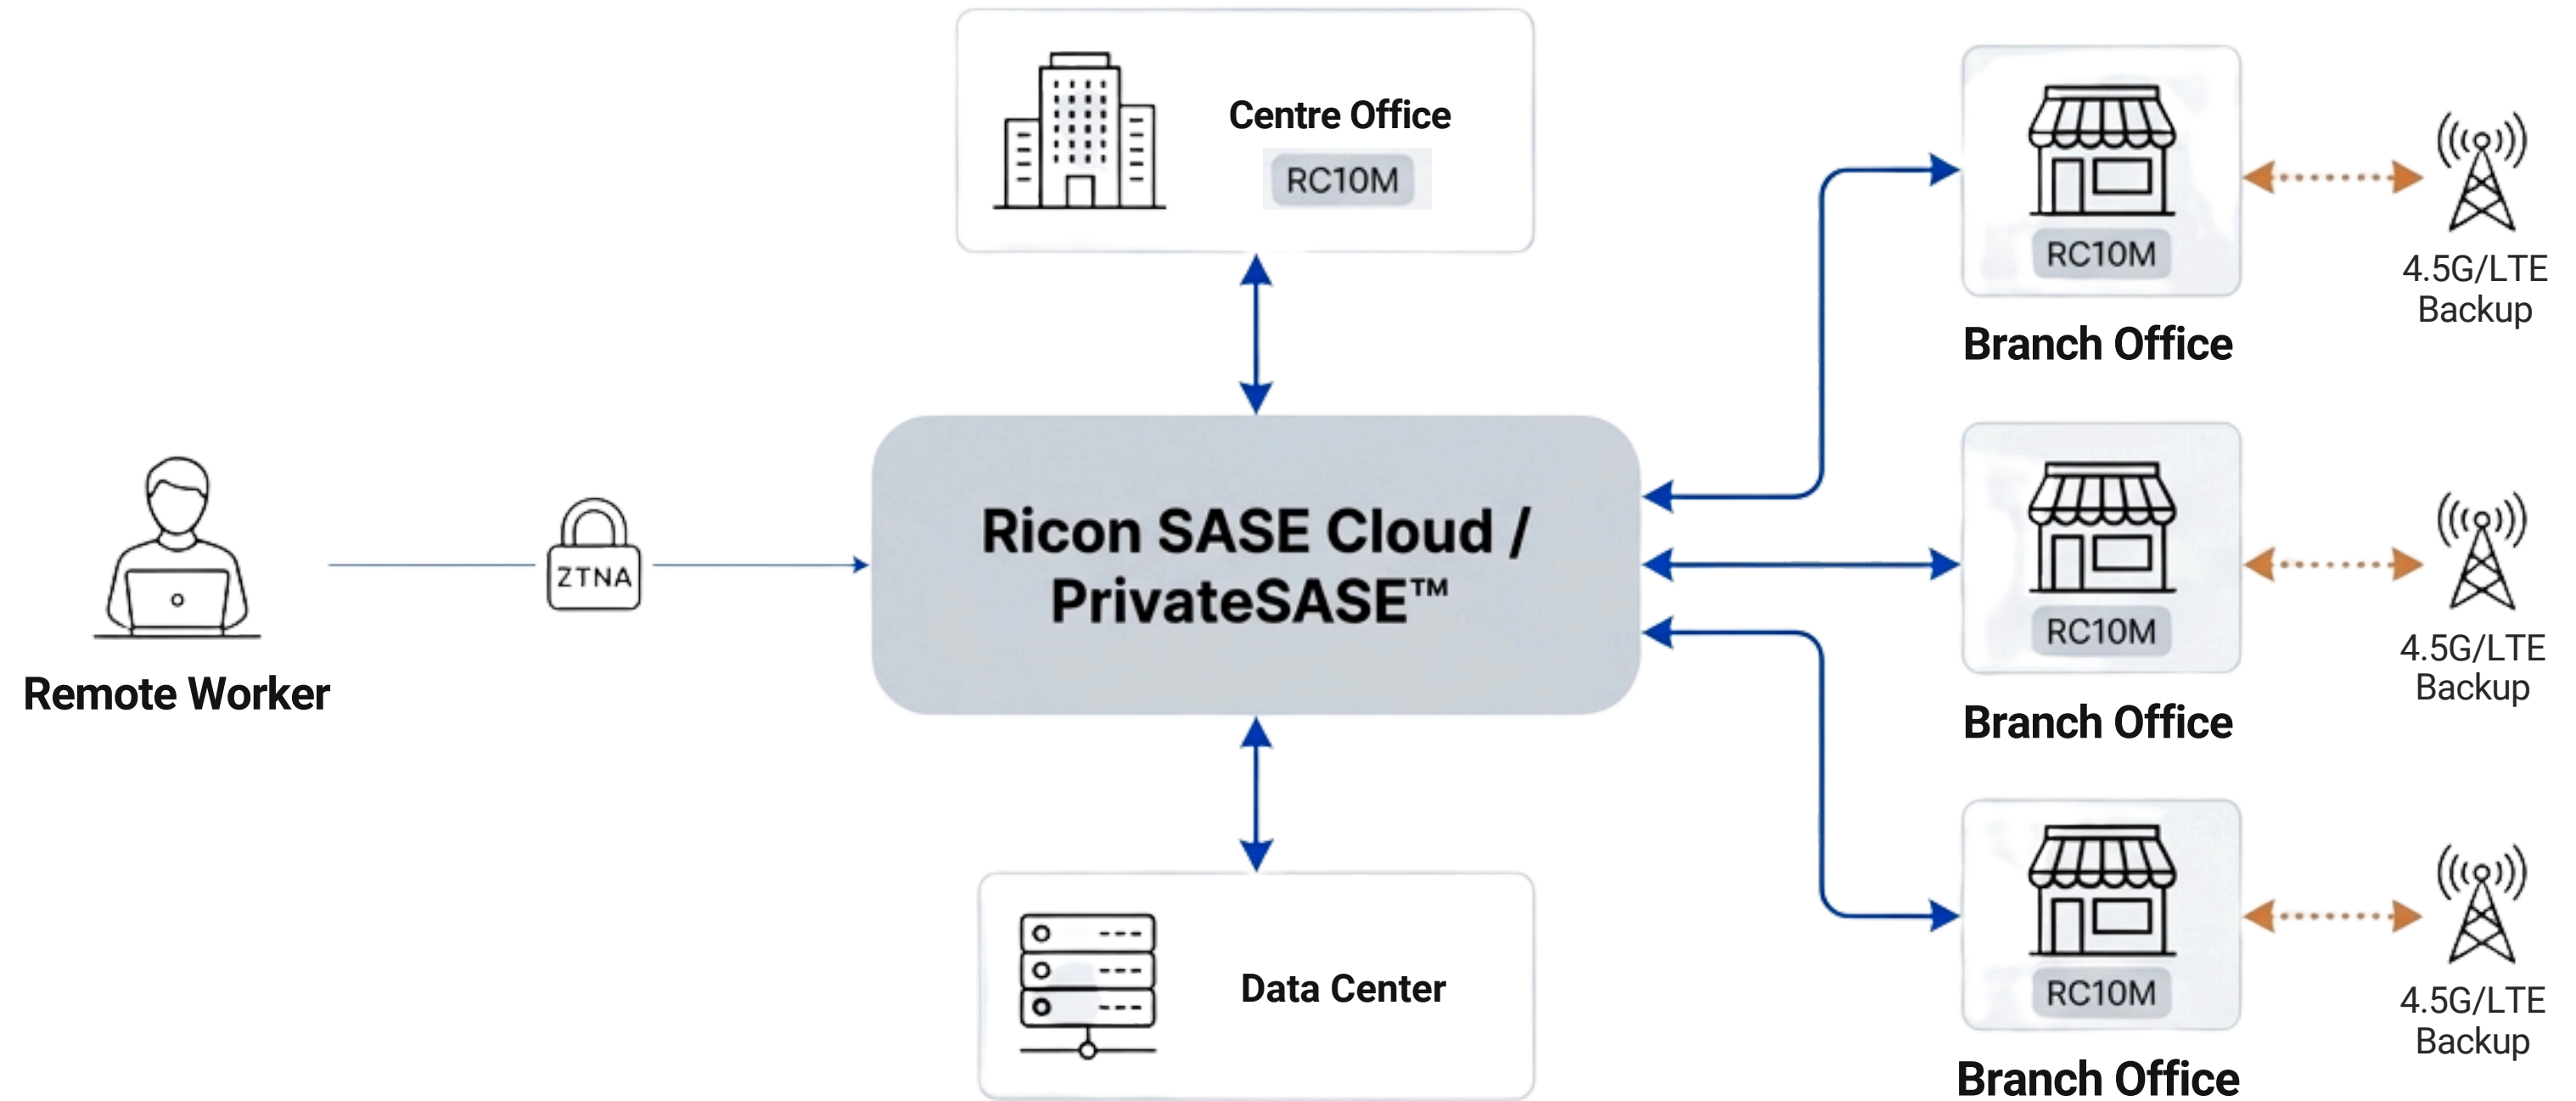 Centre Office
RC10M
RC10M
4.5G/LTE
Backup
Branch Office
Remote Worker
ZTNA
Ricon SASE Cloud /
PrivateSASE™
RC10M
4.5G/LTE
Backup
Branch Office
Data Center
RC10M
4.5G/LTE
Backup
Branch Office